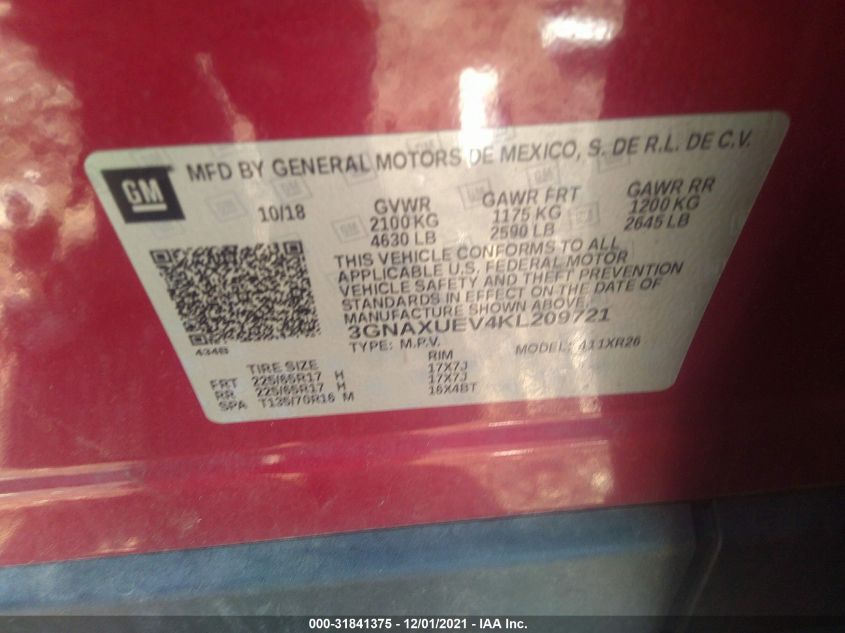 GM
MFD BY GENERAL MOTORS DE MEXICO, S. DE R.L. DE C.V.
10/18 GVWR GAWR FRT GAWR RR
2100 KG 1175 KG 1200 KG
4630 LB 2590 LB 2645 LB
THIS VEHICLE CONFORMS TO ALL
APPLICABLE U.S. FEDERAL MOTOR
VEHICLE SAFETY AND THEFT PREVENTION
STANDARDS IN EFFECT ON THE DATE OF
MANUFACTURE SHOWN ABOVE.
3GNAXUEV4KL209721
434B
TYPE: M.P.V. MODEL: 411XR26
TIRE SIZE RIM
FRT 225/65R17 H 17X7J
RR 225/65R17 H 17X7J
SPA T135/70R16 M 16X4BT
000-31841375 - 12/01/2021 - IAA Inc.